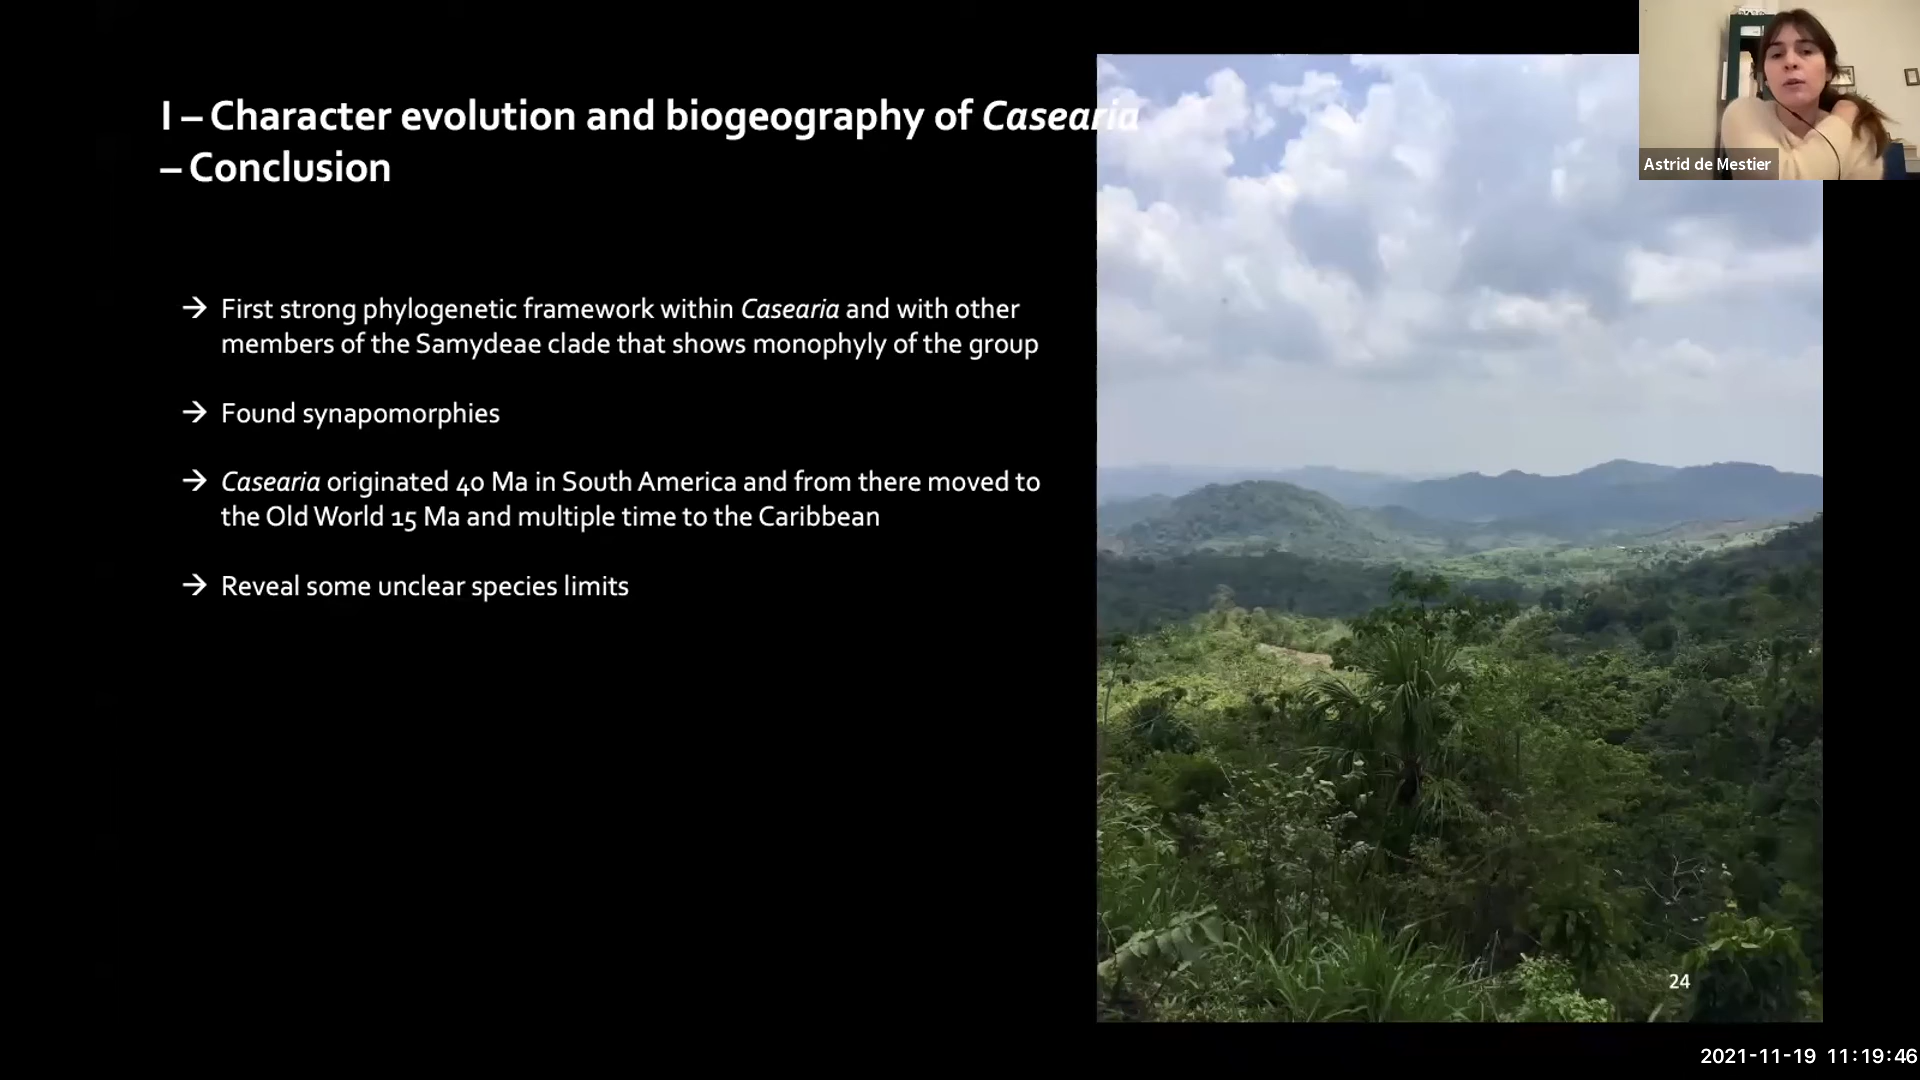 I – Character evolution and biogeography of Casearia
– Conclusion
→ First strong phylogenetic framework within Casearia and with other
members of the Samydeae clade that shows monophyly of the group
→ Found synapomorphies
→ Casearia originated 40 Ma in South America and from there moved to
the Old World 15 Ma and multiple time to the Caribbean
→ Reveal some unclear species limits
Astrid de Mestier
24
2021-11-19 11:19:46